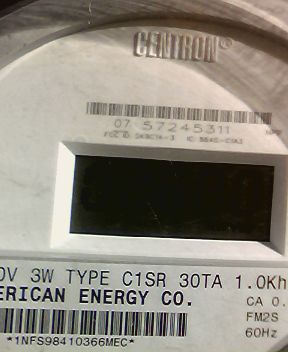 CENTRON®
07 57245311
0V 3W TYPE C1SR 30TA 1.0Kh
ERICAN ENERGY CO.
CA 0.
FM2S
60Hz
*1NFS98410366MEC*